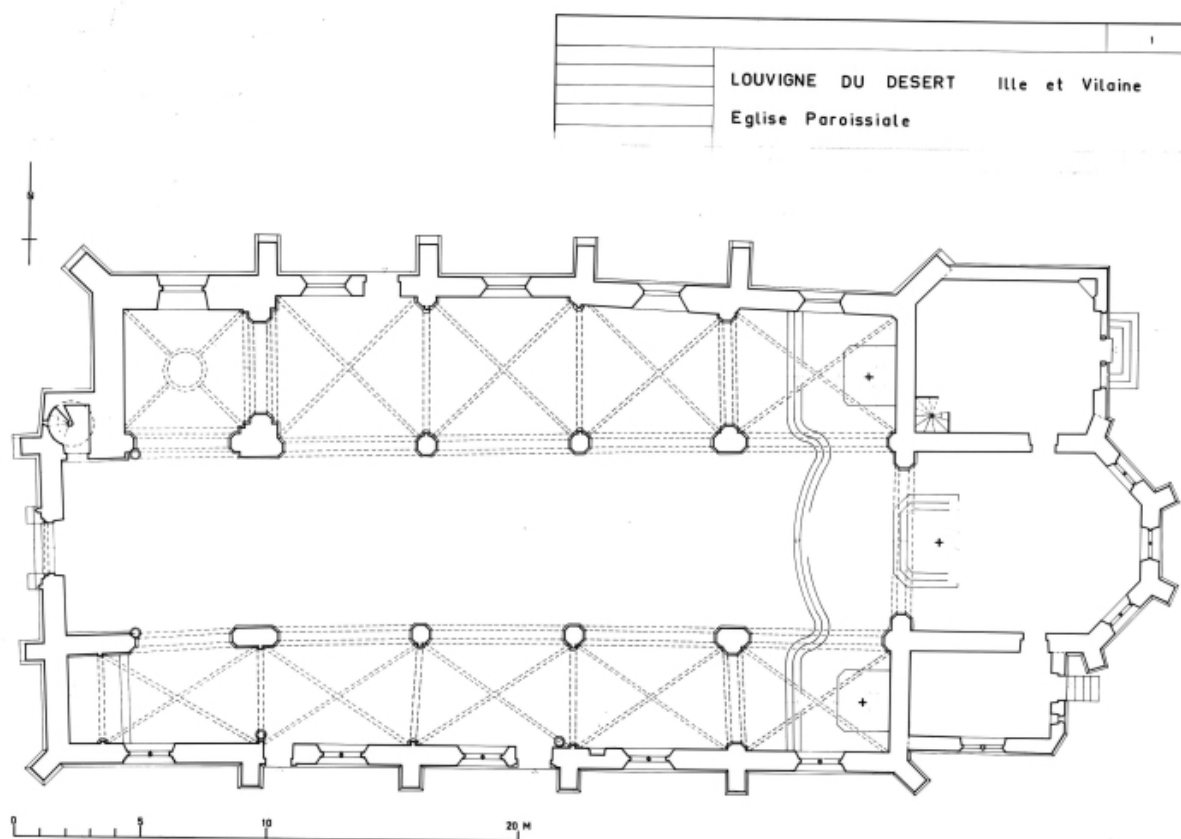 1
LOUVIGNE DU DESERT Ille et Vilaine
Eglise Paroissiale
N
0 5 10 20 M